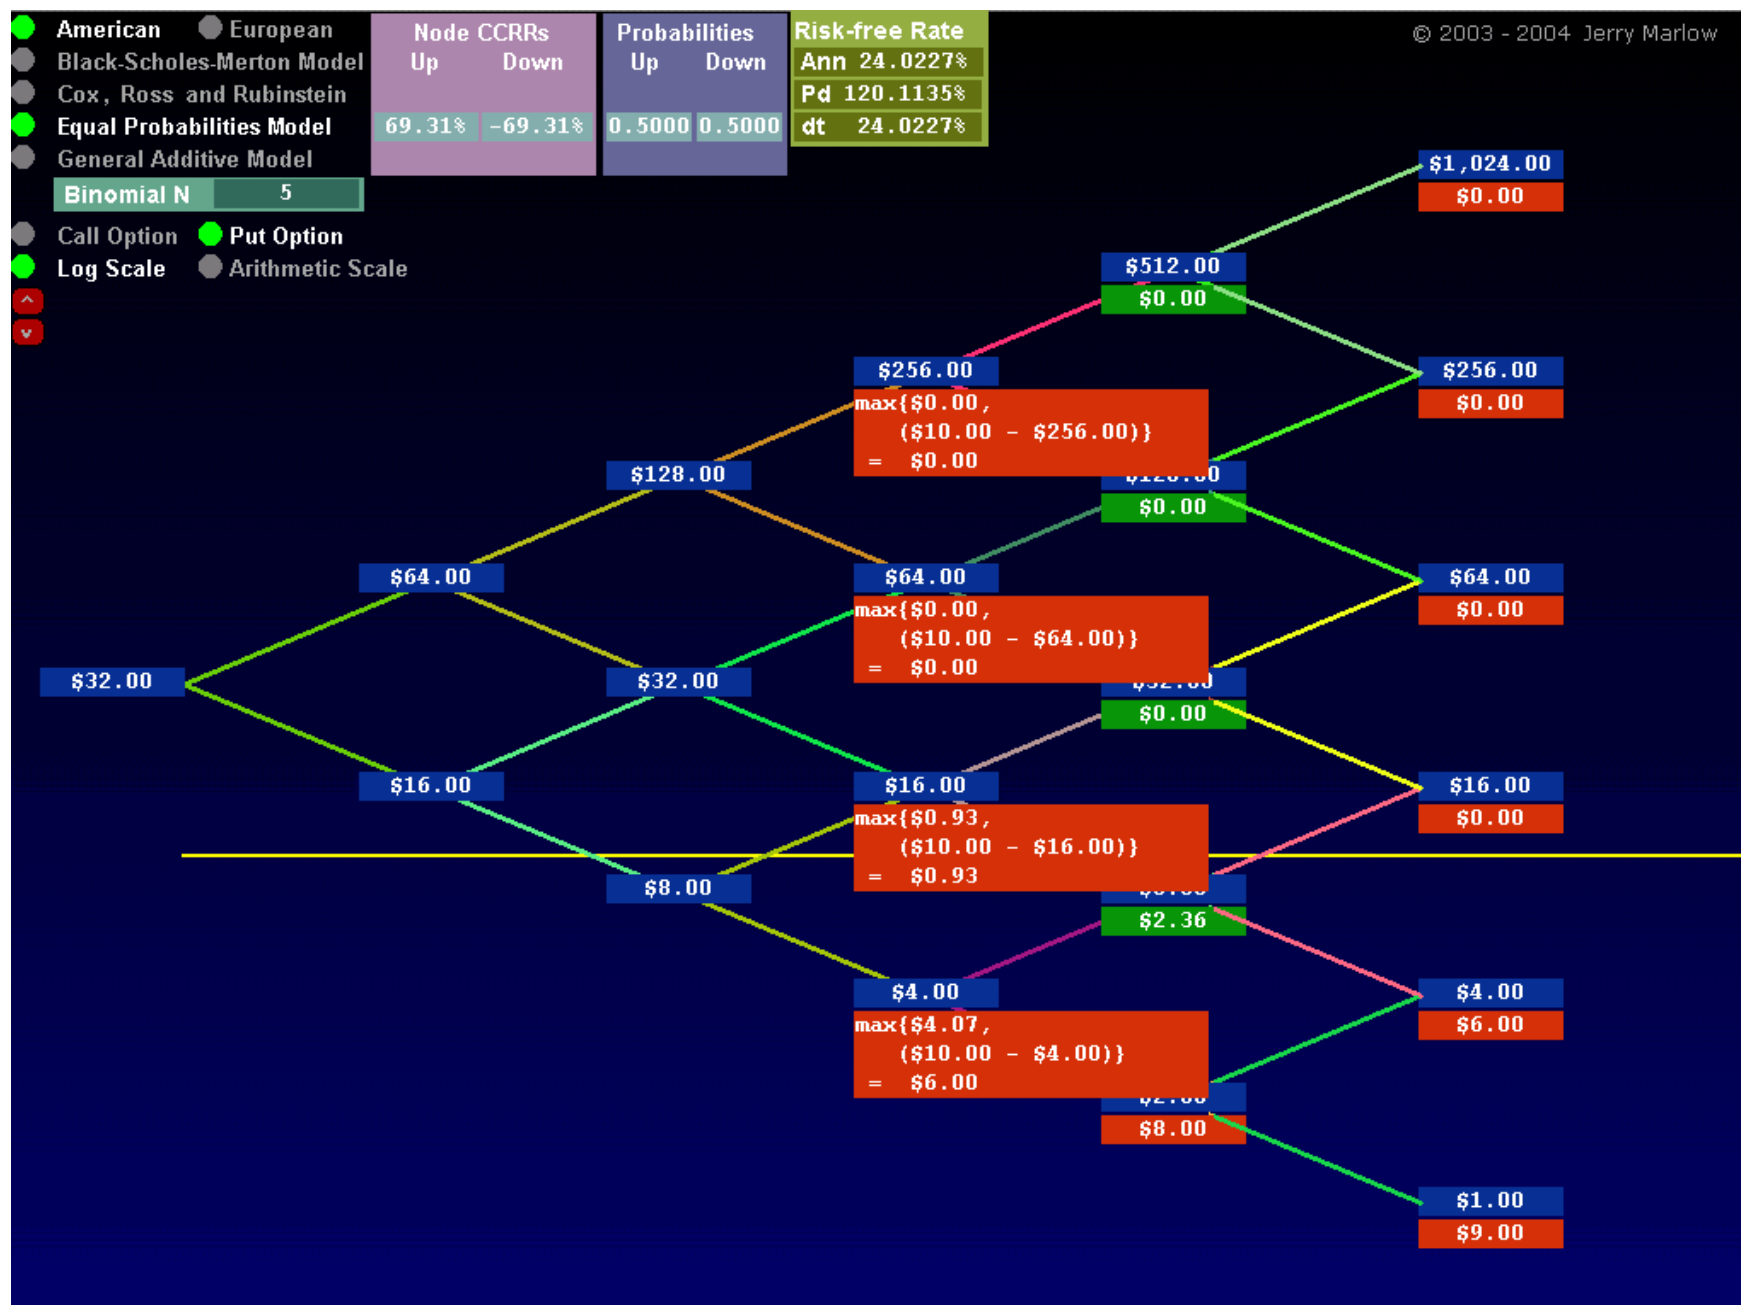 American European
Black-Scholes-Merton Model
Cox, Ross and Rubinstein
Equal Probabilities Model
General Additive Model
Binomial N 5
Call Option Put Option
Log Scale Arithmetic Scale
Node CCRRs
Up Down
69.31% -69.31%
Probabilities
Up Down
0.5000 0.5000
Risk-free Rate
Ann 24.0227%
Pd 120.1135%
dt 24.0227%
© 2003 - 2004 Jerry Marlow
$32.00
$64.00
$16.00
$128.00
$32.00
$8.00
$256.00
max{$0.00,
($10.00 - $256.00)}
= $0.00
$64.00
max{$0.00,
($10.00 - $64.00)}
= $0.00
$16.00
max{$0.93,
($10.00 - $16.00)}
= $0.93
$4.00
max{$4.07,
($10.00 - $4.00)}
= $6.00
$512.00
$0.00
$0.00
$0.00
$2.36
$8.00
$1,024.00
$0.00
$256.00
$0.00
$64.00
$0.00
$16.00
$0.00
$4.00
$6.00
$1.00
$9.00